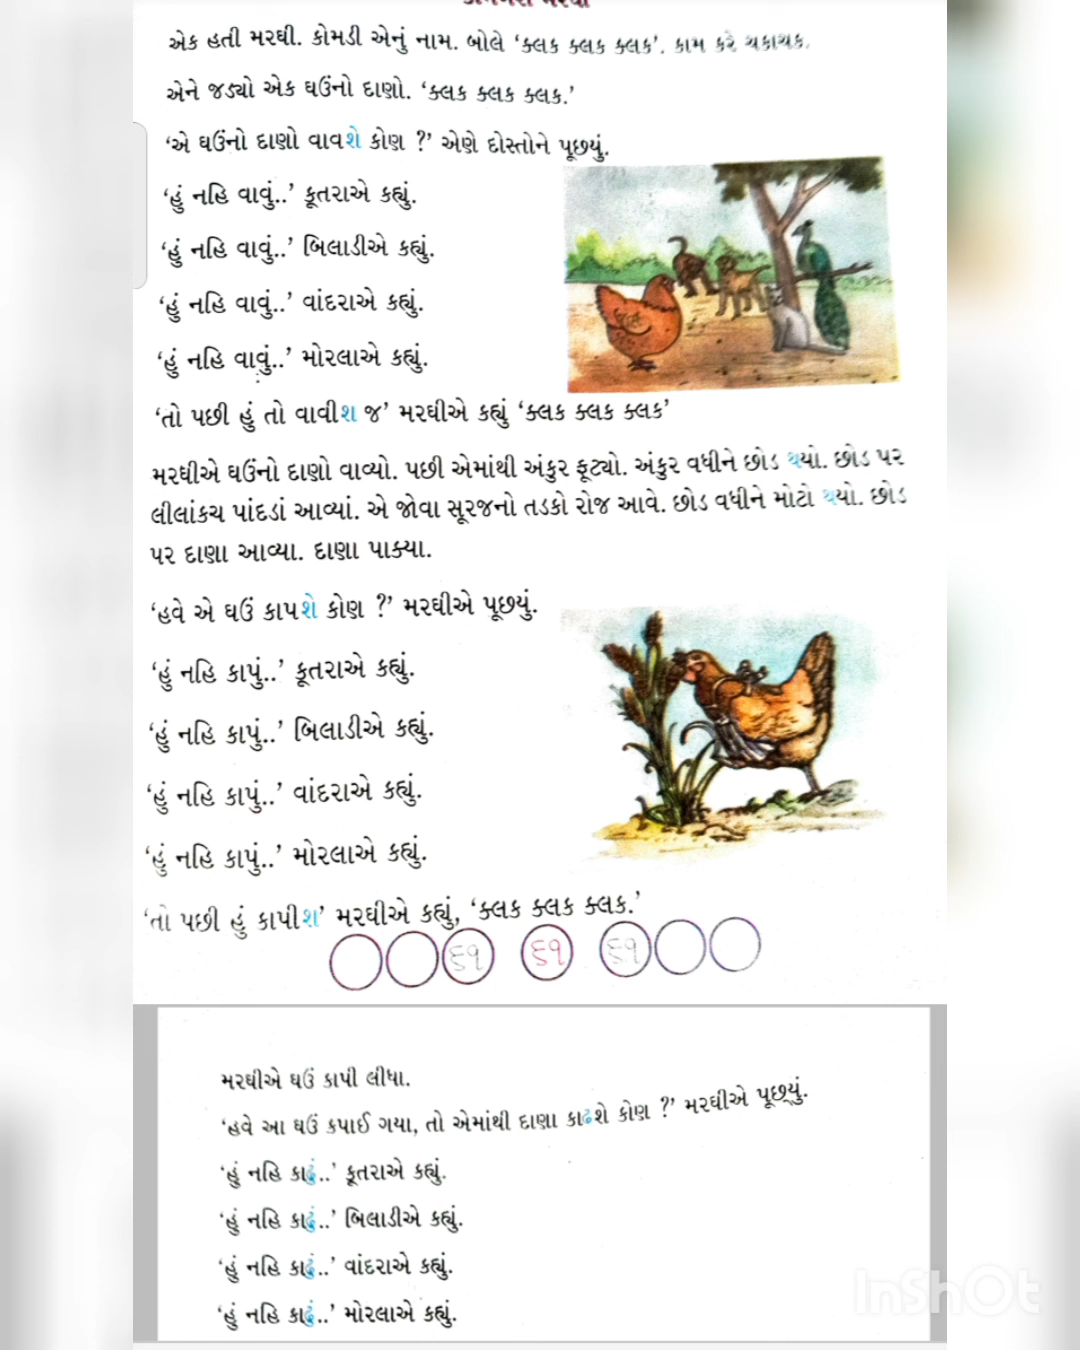 એક હતી મરઘી. કોમડી એનું નામ. બોલે ‘ક્લક ક્લક ક્લક’. કામ કરે ચકાચક.
એને જડ્યો એક ઘઉંનો દાણો. ‘ક્લક ક્લક ક્લક.’
‘એ ઘઉંનો દાણો વાવશે કોણ ?’ એણે દોસ્તોને પૂછ્યું.
‘હું નહિ વાવું..’ કૂતરાએ કહ્યું.
‘હું નહિ વાવું..’ બિલાડીએ કહ્યું.
‘હું નહિ વાવું..’ વાંદરાએ કહ્યું.
‘હું નહિ વાવું..’ મોરલાએ કહ્યું.
‘તો પછી હું તો વાવીશ જ’ મરઘીએ કહ્યું ‘ક્લક ક્લક ક્લક’
મરઘીએ ઘઉંનો દાણો વાવ્યો. પછી એમાંથી અંકુર ફૂટ્યો. અંકુર વધીને છોડ થયો. છોડ પર
લીલાંકચ પાંદડાં આવ્યાં. એ જોવા સૂરજનો તડકો રોજ આવે. છોડ વધીને મોટો થયો. છોડ
પર દાણા આવ્યા. દાણા પાક્યા.
‘હવે એ ઘઉં કાપશે કોણ ?’ મરઘીએ પૂછ્યું.
‘હું નહિ કાપું..’ કૂતરાએ કહ્યું.
‘હું નહિ કાપું..’ બિલાડીએ કહ્યું.
‘હું નહિ કાપું..’ વાંદરાએ કહ્યું.
‘હું નહિ કાપું..’ મોરલાએ કહ્યું.
‘તો પછી હું કાપીશ’ મરઘીએ કહ્યું, ‘ક્લક ક્લક ક્લક.’
૬૧ ૬૧ ૬૧
મરઘીએ ઘઉં કાપી લીધા.
‘હવે આ ઘઉં કપાઈ ગયા, તો એમાંથી દાણા કાઢશે કોણ ?’ મરઘીએ પૂછ્યું.
‘હું નહિ કાઢું..’ કૂતરાએ કહ્યું.
‘હું નહિ કાઢું..’ બિલાડીએ કહ્યું.
‘હું નહિ કાઢું..’ વાંદરાએ કહ્યું.
‘હું નહિ કાઢું..’ મોરલાએ કહ્યું.
InShOt